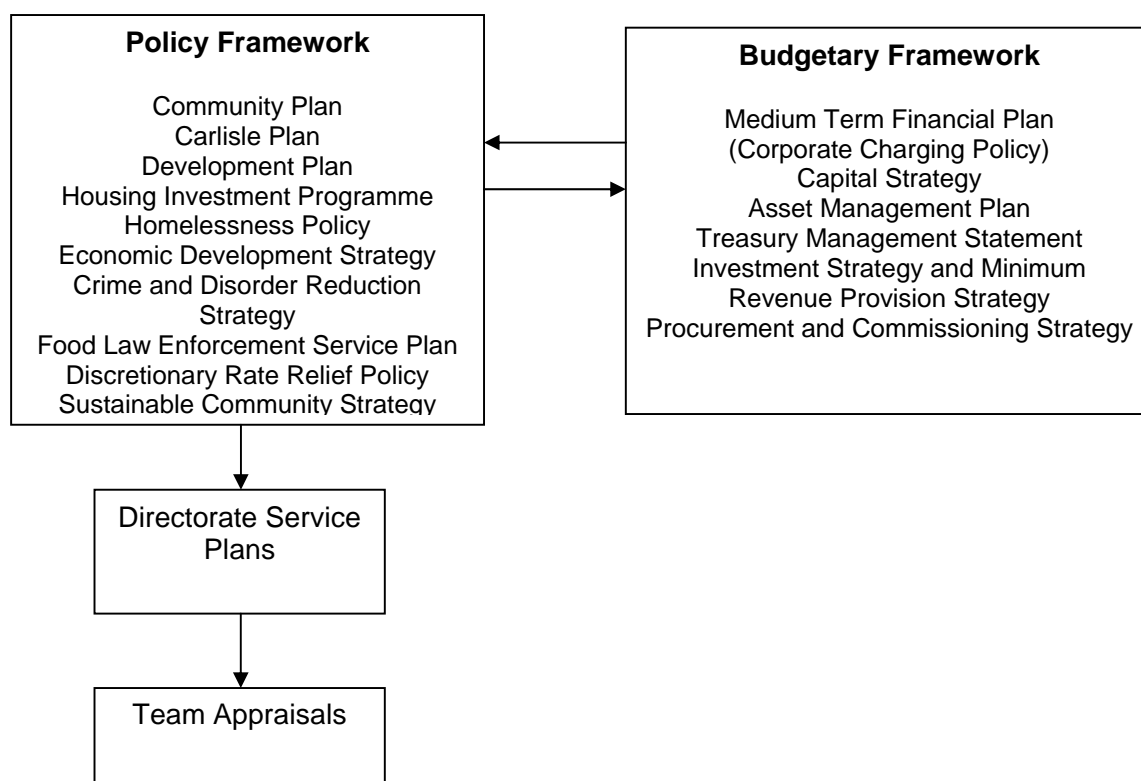 Policy Framework
Community Plan
Carlisle Plan
Development Plan
Housing Investment Programme
Homelessness Policy
Economic Development Strategy
Crime and Disorder Reduction
Strategy
Food Law Enforcement Service Plan
Discretionary Rate Relief Policy
Sustainable Community Strategy
Budgetary Framework
Medium Term Financial Plan
(Corporate Charging Policy)
Capital Strategy
Asset Management Plan
Treasury Management Statement
Investment Strategy and Minimum
Revenue Provision Strategy
Procurement and Commissioning Strategy
Directorate Service
Plans
Team Appraisals